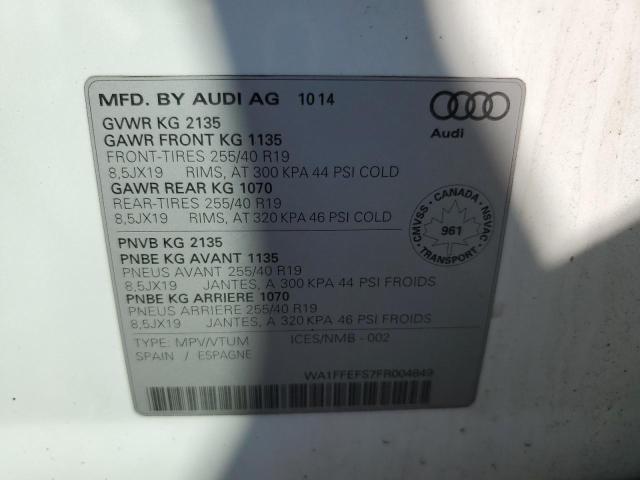 MFD. BY AUDI AG 10 14
Audi
GVWR KG 2135
GAWR FRONT KG 1135
FRONT-TIRES 255/40 R19
8,5JX19 RIMS, AT 300 KPA 44 PSI COLD
GAWR REAR KG 1070
REAR-TIRES 255/40 R19
8,5JX19 RIMS, AT 320 KPA 46 PSI COLD
CMVSS - CANADA - NSVAC
961
TRANSPORT
PNVB KG 2135
PNBE KG AVANT 1135
PNEUS AVANT 255/40 R19
8,5JX19 JANTES, A 300 KPA 44 PSI FROIDS
PNBE KG ARRIERE 1070
PNEUS ARRIERE 255/40 R19
8,5JX19 JANTES, A 320 KPA 46 PSI FROIDS
TYPE: MPV/VTUM ICES/NMB - 002
SPAIN / ESPAGNE
WA1FFEFS7FR004849